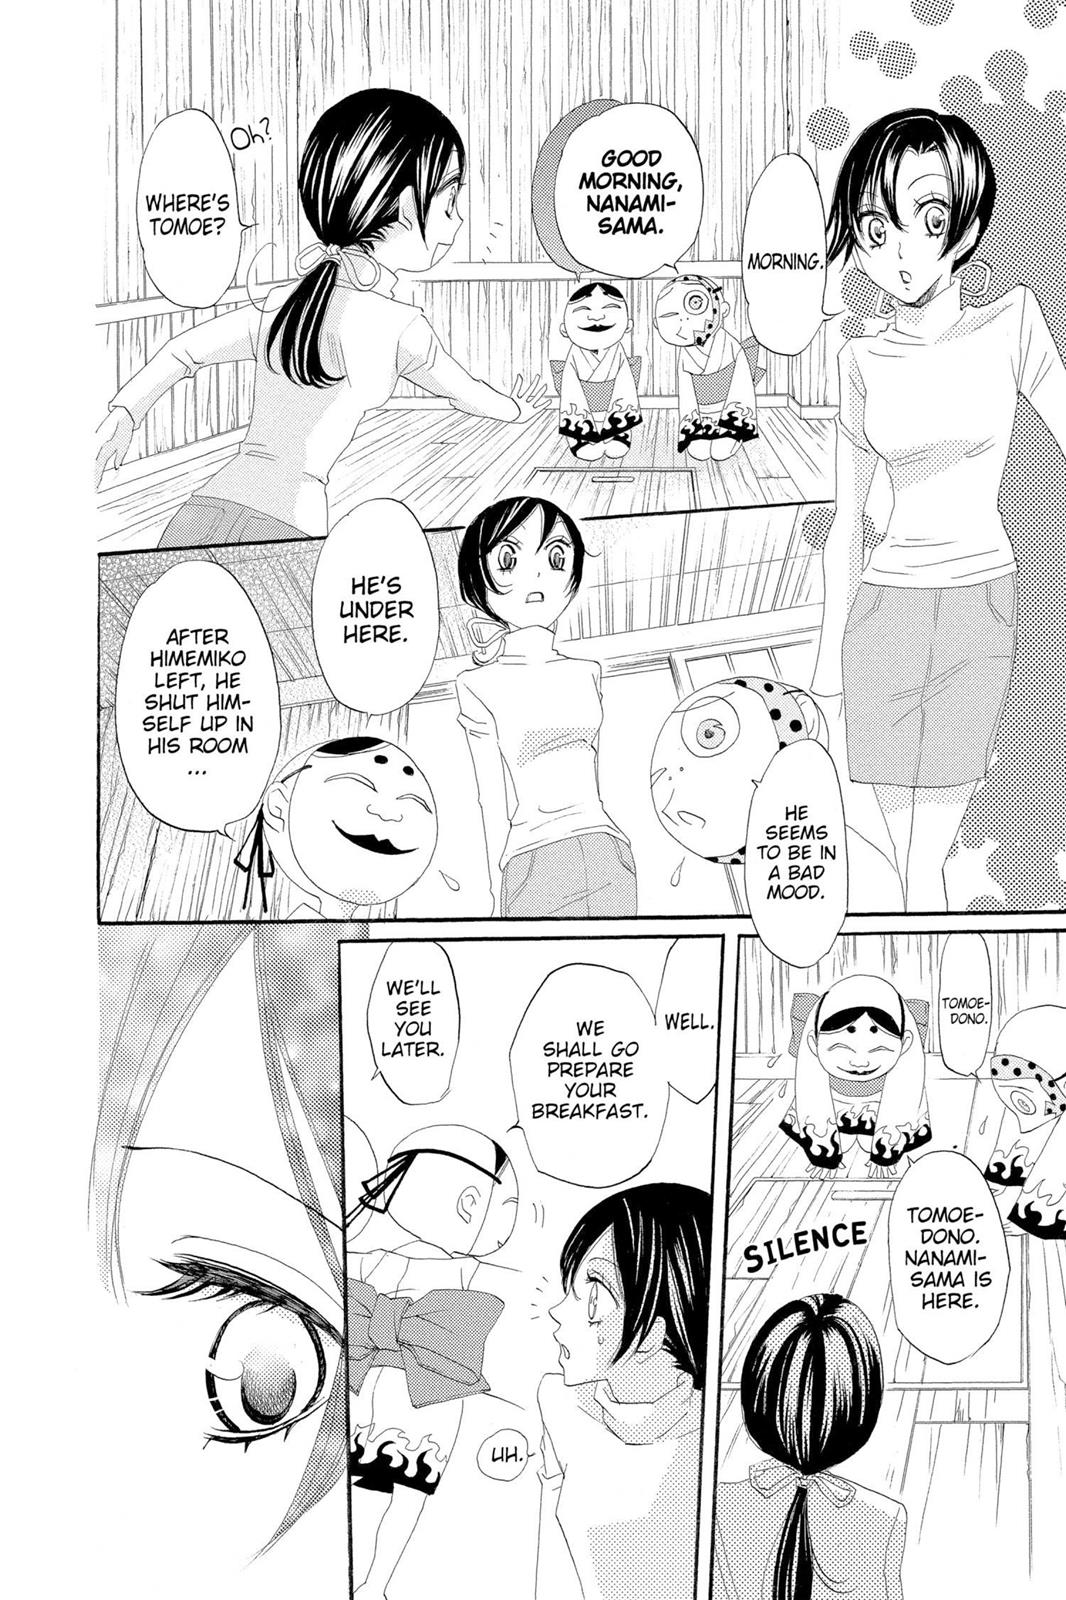 MORNING.
GOOD
MORNING,
NANAMI-
SAMA.
Oh?
WHERE'S
TOMOE?
HE'S
UNDER
HERE.
AFTER
HIMEMIKO
LEFT, HE
SHUT HIM-
SELF UP IN
HIS ROOM
...
HE
SEEMS
TO BE IN
A BAD
MOOD.
TOMOE-
DONO.
TOMOE-
DONO.
NANAMI-
SAMA IS
HERE.
SILENCE
WELL.
WE
SHALL GO
PREPARE
YOUR
BREAKFAST.
WE'LL
SEE
YOU
LATER.
UH.